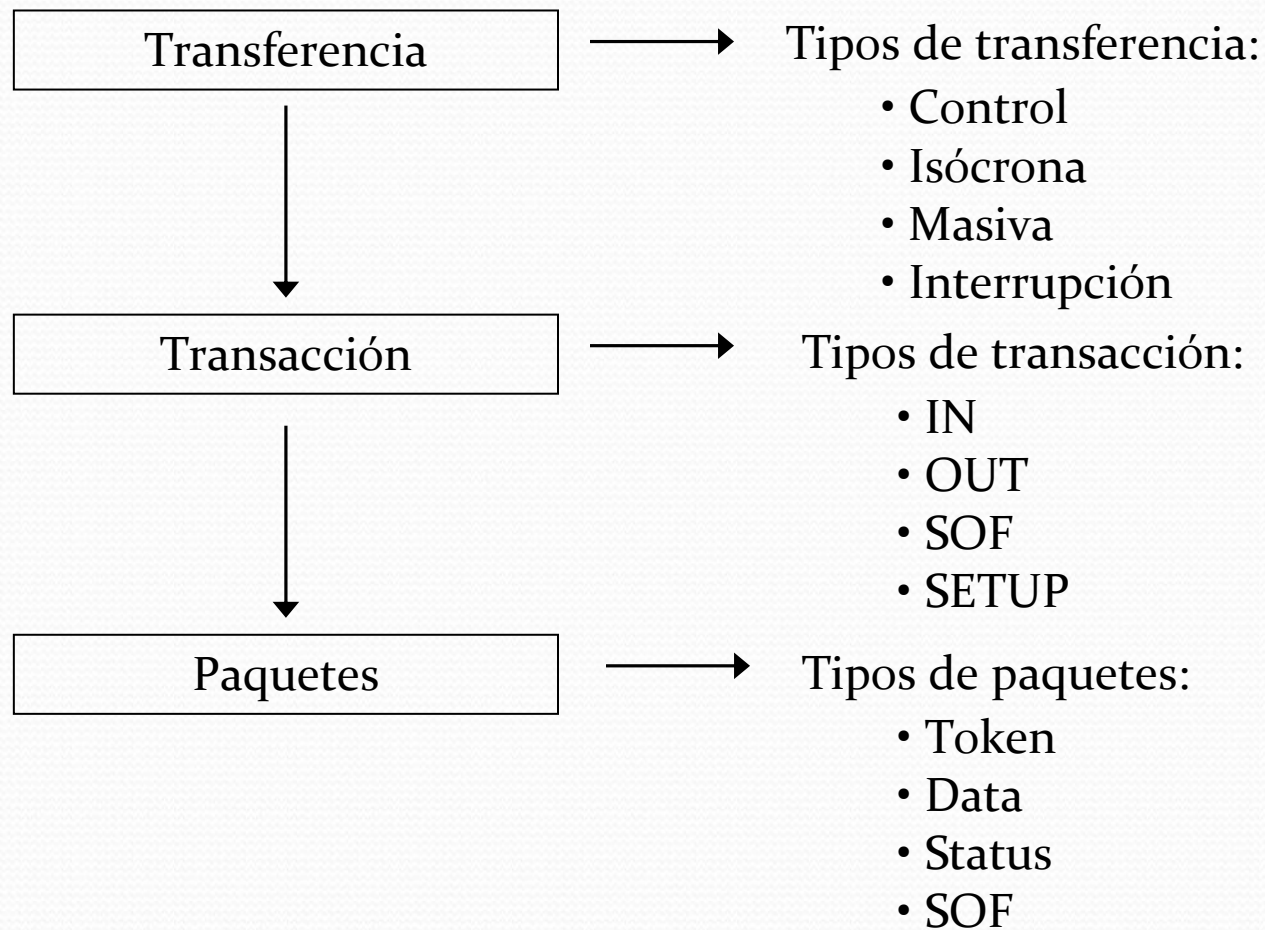 Transferencia
Tipos de transferencia:
• Control
• Isócrona
• Masiva
• Interrupción
Transacción
Tipos de transacción:
• IN
• OUT
• SOF
• SETUP
Paquetes
Tipos de paquetes:
• Token
• Data
• Status
• SOF